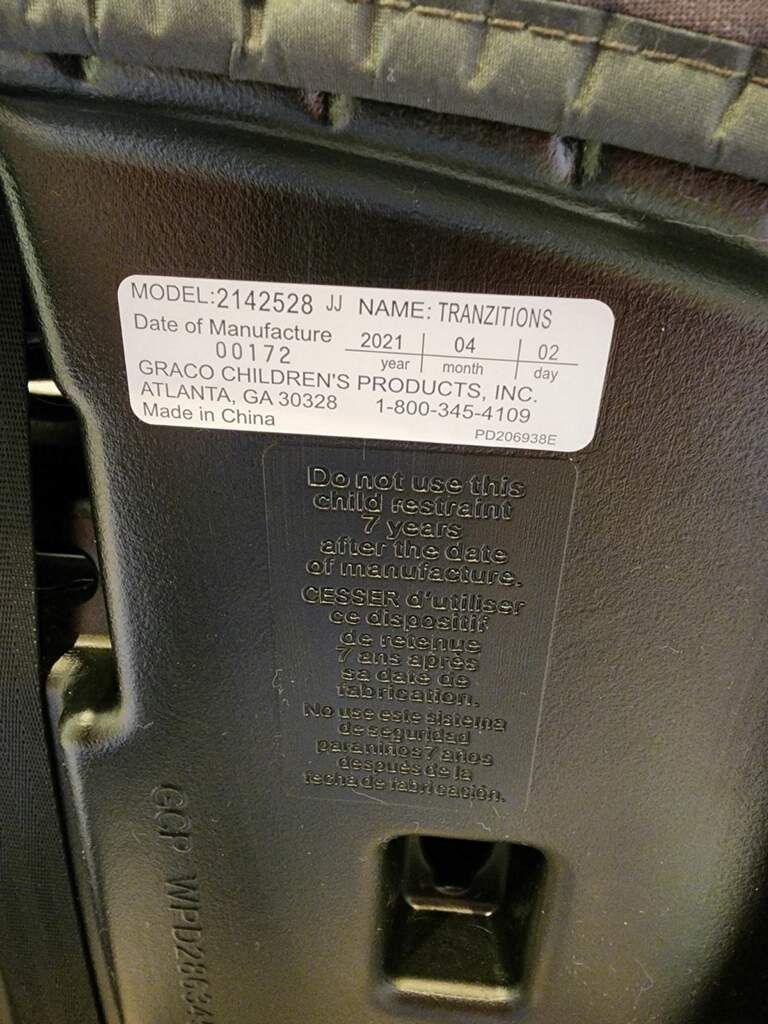 MODEL:2142528 JJ NAME: TRANZITIONS
Date of Manufacture 2021 04 02
00172 year month day
GRACO CHILDREN'S PRODUCTS, INC.
ATLANTA, GA 30328 1-800-345-4109
Made in China PD206938E
Do not use this
child restraint
7 years
after the date
of manufacture.
CESSER d'utiliser
ce dispositif
de retenue
7 ans après
sa date de
fabrication.
No use este sistema
de seguridad
para niños 7 años
después de la
fecha de fabricación.
GCP